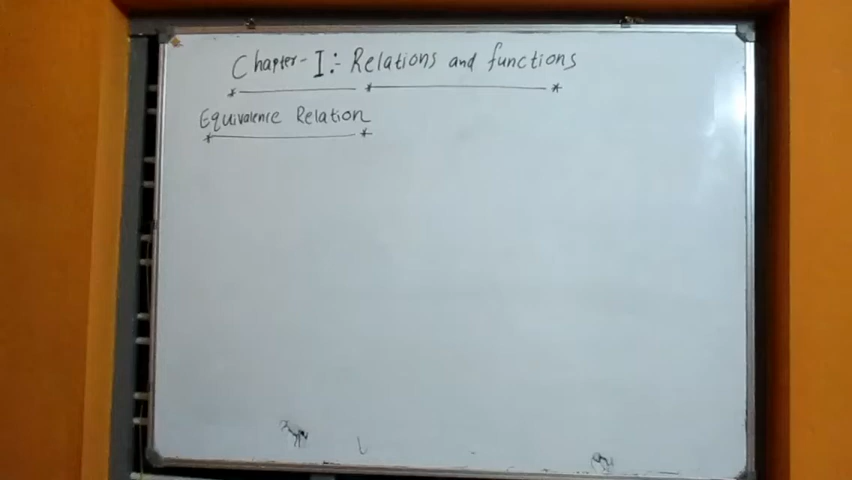 Chapter - I :- Relations and functions
Equivalence Relation